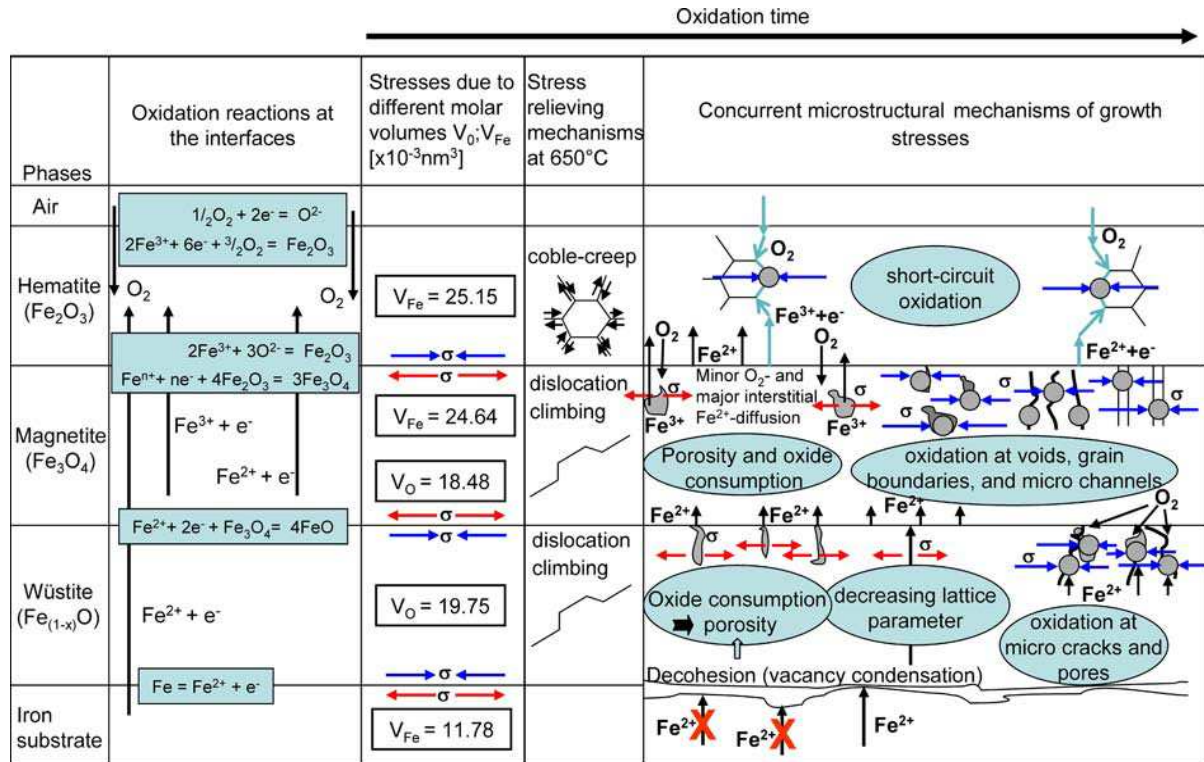 Oxidation time
Phases
Oxidation reactions at
the interfaces
Stresses due to
different molar
volumes V₀;V_Fe
[x10⁻³nm³]
Stress
relieving
mechanisms
at 650°C
Concurrent microstructural mechanisms of growth
stresses
Air
1/₂O₂ + 2e⁻ = O²⁻
2Fe³⁺+ 6e⁻ + ³/₂O₂ = Fe₂O₃
Hematite
(Fe₂O₃)
O₂
O₂
V_Fe = 25.15
coble-creep
O₂
Fe³⁺+e⁻
short-circuit
oxidation
O₂
Fe²⁺+e⁻
2Fe³⁺ + 3O²⁻ = Fe₂O₃
Feⁿ⁺+ ne⁻ + 4Fe₂O₃ = 3Fe₃O₄
σ
σ
O₂
Fe²⁺
O₂
Magnetite
(Fe₃O₄)
Fe³⁺ + e⁻
Fe²⁺ + e⁻
V_Fe = 24.64
V_O = 18.48
dislocation
climbing
σ
Fe³⁺
Minor O₂- and
major interstitial
Fe²⁺-diffusion
σ
Fe³⁺
Porosity and oxide
consumption
σ
σ
σ
oxidation at voids, grain
boundaries, and micro channels
Fe²⁺+ 2e⁻ + Fe₃O₄= 4FeO
σ
σ
Fe²⁺
Fe²⁺
Fe²⁺
O₂
Wüstite
(Fe₍₁₋ₓ₎O)
Fe²⁺ + e⁻
V_O = 19.75
dislocation
climbing
σ
σ
σ
Fe²⁺
Oxide consumption
porosity
decreasing lattice
parameter
oxidation at
micro cracks and
pores
Decohesion (vacancy condensation)
Fe = Fe²⁺ + e⁻
σ
σ
Iron
substrate
V_Fe = 11.78
Fe²⁺
X
Fe²⁺
X
Fe²⁺